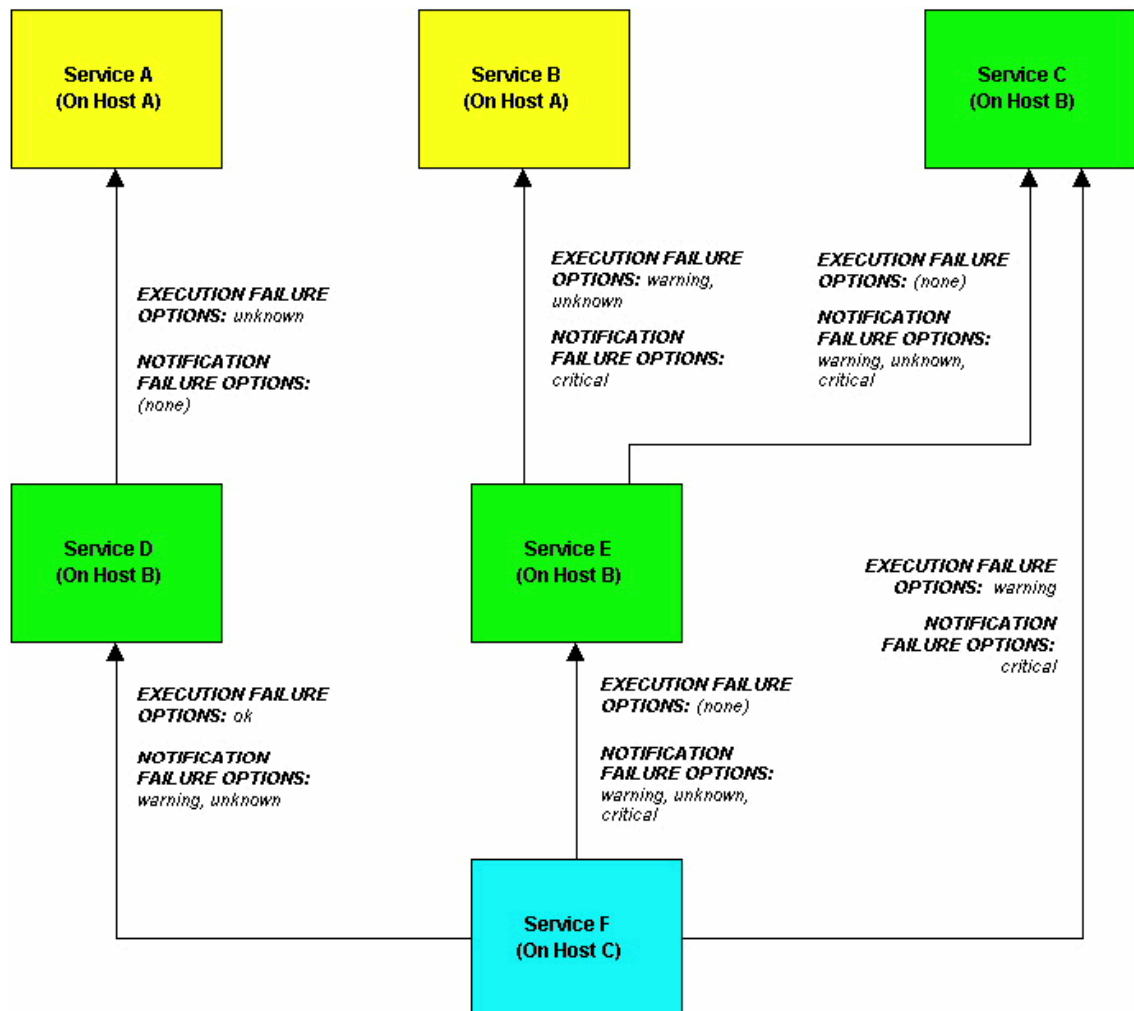 Service A
(On Host A)
Service B
(On Host A)
Service C
(On Host B)
EXECUTION FAILURE
OPTIONS: unknown
NOTIFICATION
FAILURE OPTIONS:
(none)
EXECUTION FAILURE
OPTIONS: warning,
unknown
NOTIFICATION
FAILURE OPTIONS:
critical
EXECUTION FAILURE
OPTIONS: (none)
NOTIFICATION
FAILURE OPTIONS:
warning, unknown,
critical
Service D
(On Host B)
Service E
(On Host B)
EXECUTION FAILURE
OPTIONS: warning
NOTIFICATION
FAILURE OPTIONS:
critical
EXECUTION FAILURE
OPTIONS: ok
NOTIFICATION
FAILURE OPTIONS:
warning, unknown
EXECUTION FAILURE
OPTIONS: (none)
NOTIFICATION
FAILURE OPTIONS:
warning, unknown,
critical
Service F
(On Host C)